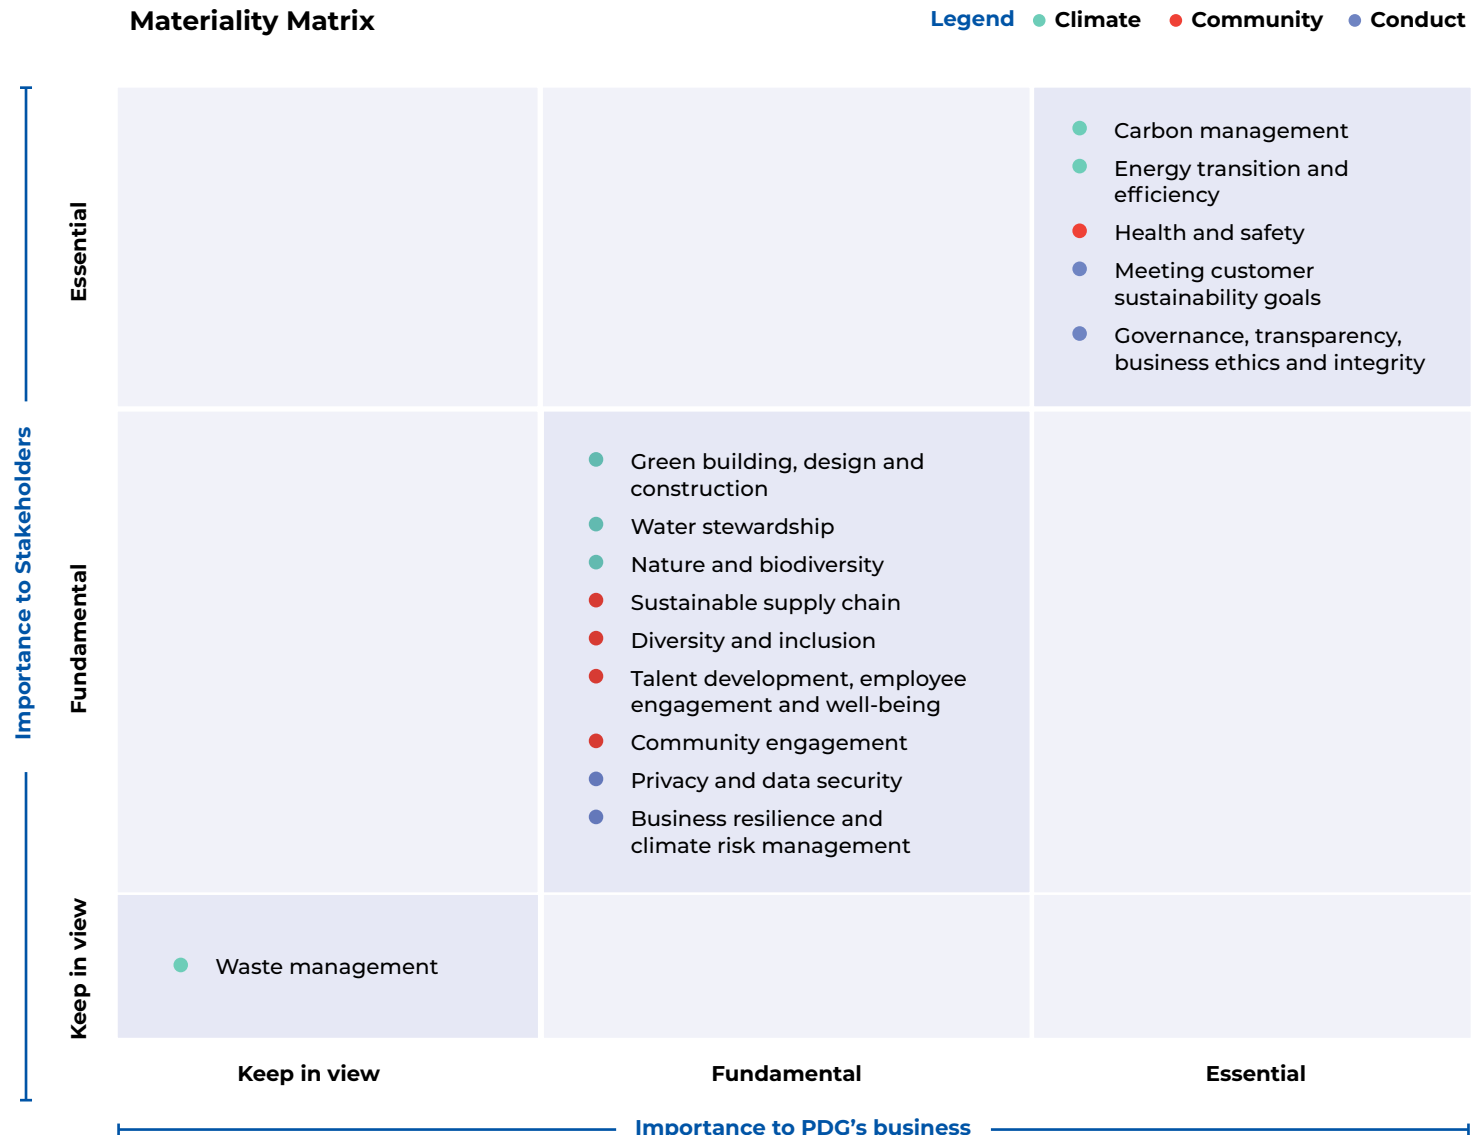 Materiality Matrix
Legend Climate Community Conduct
Importance to Stakeholders
Essential
Carbon management
Energy transition and
efficiency
Health and safety
Meeting customer
sustainability goals
Governance, transparency,
business ethics and integrity
Fundamental
Green building, design and
construction
Water stewardship
Nature and biodiversity
Sustainable supply chain
Diversity and inclusion
Talent development, employee
engagement and well-being
Community engagement
Privacy and data security
Business resilience and
climate risk management
Keep in view
Waste management
Keep in view
Fundamental
Essential
Importance to PDG’s business